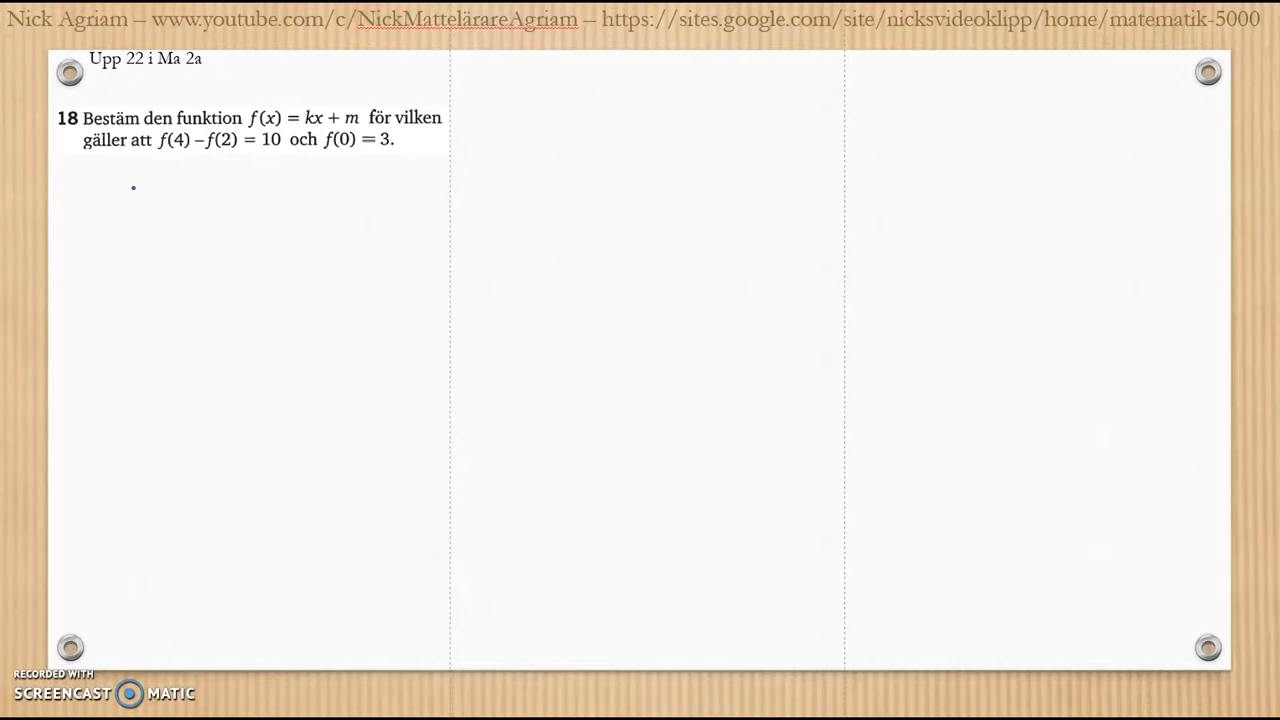 Nick Agriam – www.youtube.com/c/NickMattelärareAgriam – https://sites.google.com/site/nicksvideoklipp/home/matematik-5000
Upp 22 i Ma 2a
18 Bestäm den funktion f(x) = kx + m för vilken
gäller att f(4) – f(2) = 10 och f(0) = 3.
RECORDED WITH
SCREENCAST MATIC